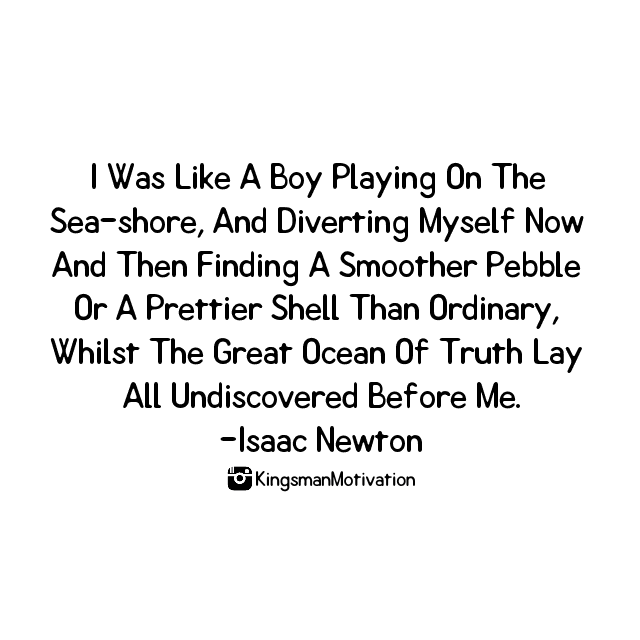 I Was Like A Boy Playing On The
Sea-shore, And Diverting Myself Now
And Then Finding A Smoother Pebble
Or A Prettier Shell Than Ordinary,
Whilst The Great Ocean Of Truth Lay
All Undiscovered Before Me.
-Isaac Newton
KingsmanMotivation